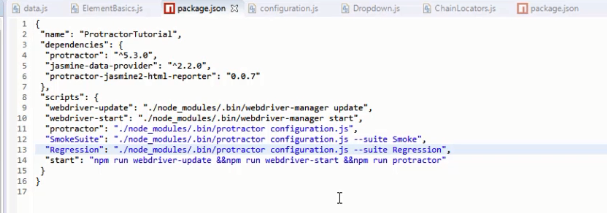 data.js ElementBasics.js package.json configuration.js Dropdown.js ChainLocators.js package.json
1 {
2 "name": "ProtractorTutorial",
3 "dependencies": {
4 "protractor": "^5.3.0",
5 "jasmine-data-provider": "^2.2.0",
6 "protractor-jasmine2-html-reporter": "0.0.7"
7 },
8 "scripts": {
9 "webdriver-update": "./node_modules/.bin/webdriver-manager update",
10 "webdriver-start": "./node_modules/.bin/webdriver-manager start",
11 "protractor": "./node_modules/.bin/protractor configuration.js",
12 "SmokeSuite": "./node_modules/.bin/protractor configuration.js --suite Smoke",
13 "Regression": "./node_modules/.bin/protractor configuration.js --suite Regression",
14 "start": "npm run webdriver-update &&npm run webdriver-start &&npm run protractor"
15 }
16 }
17